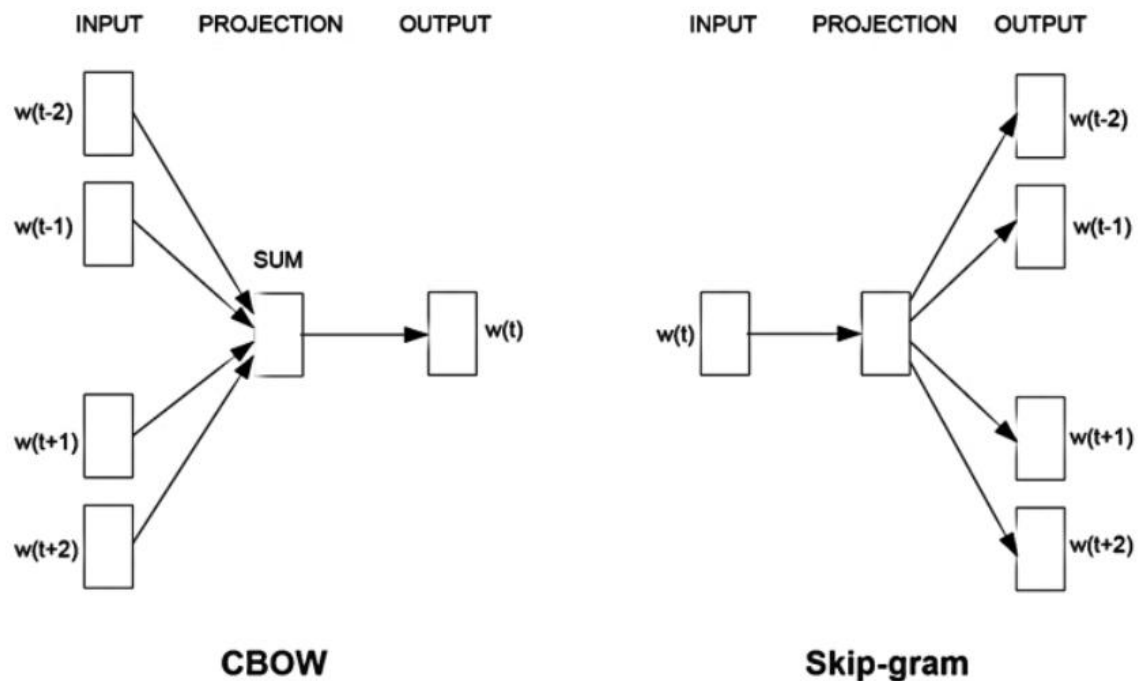 INPUT PROJECTION OUTPUT
w(t-2)
w(t-1)
SUM
w(t)
w(t+1)
w(t+2)
CBOW
INPUT PROJECTION OUTPUT
w(t-2)
w(t-1)
w(t)
w(t+1)
w(t+2)
Skip-gram